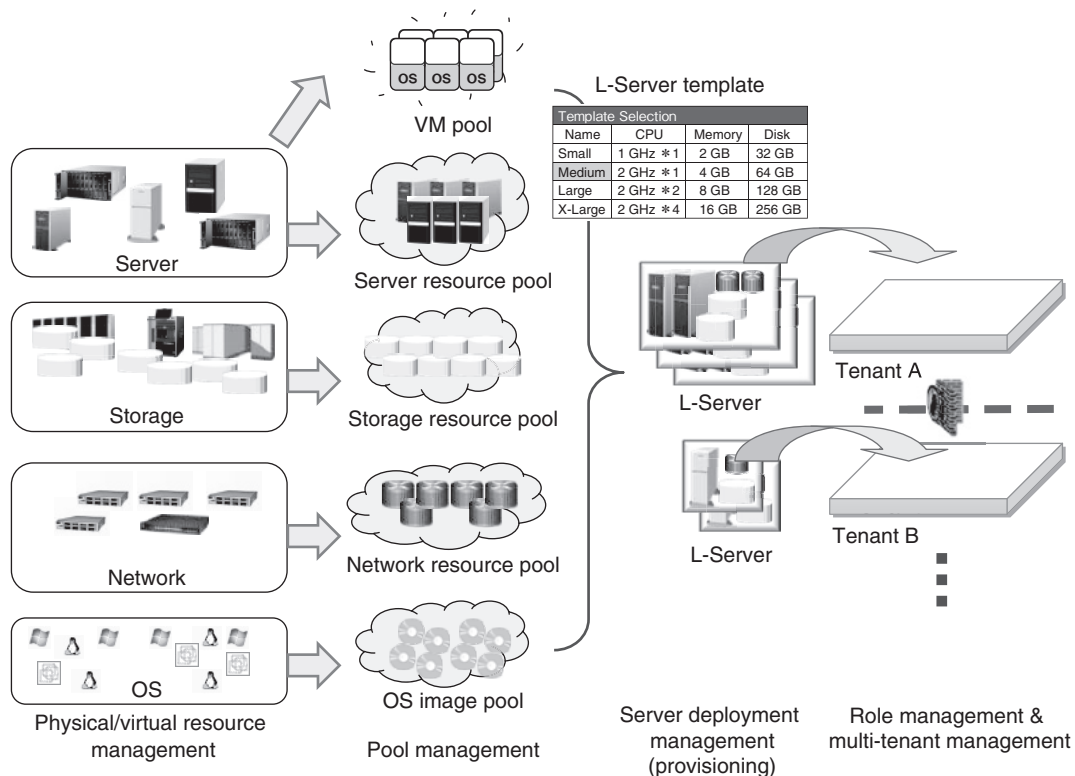 OS OS OS
VM pool
L-Server template
Template Selection
Name CPU Memory Disk
Small 1 GHz *1 2 GB 32 GB
Medium 2 GHz *1 4 GB 64 GB
Large 2 GHz *2 8 GB 128 GB
X-Large 2 GHz *4 16 GB 256 GB
Server
Server resource pool
Storage
Storage resource pool
Network
Network resource pool
OS
OS image pool
L-Server
Tenant A
L-Server
Tenant B
Physical/virtual resource
management
Pool management
Server deployment
management
(provisioning)
Role management &
multi-tenant management